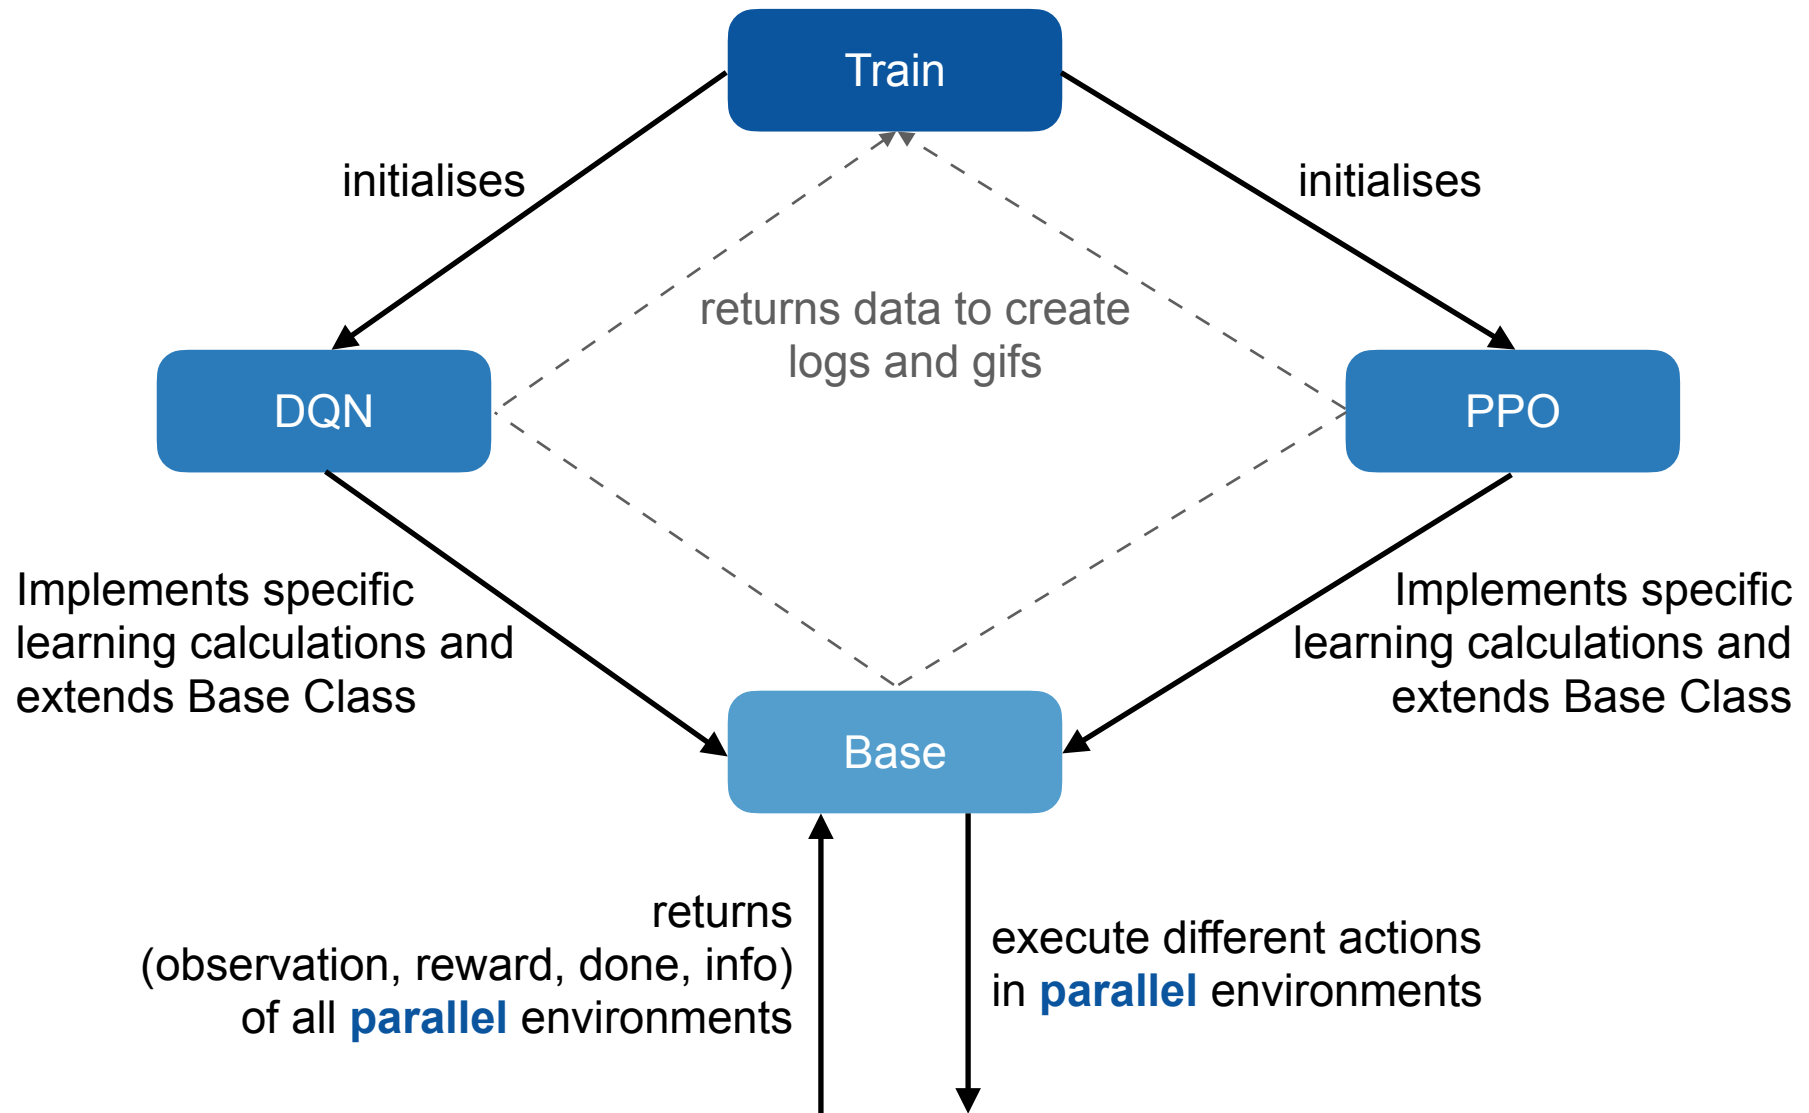 Train
initialises
initialises
returns data to create
logs and gifs
DQN
PPO
Implements specific
learning calculations and
extends Base Class
Implements specific
learning calculations and
extends Base Class
Base
returns
(observation, reward, done, info)
of all parallel environments
execute different actions
in parallel environments